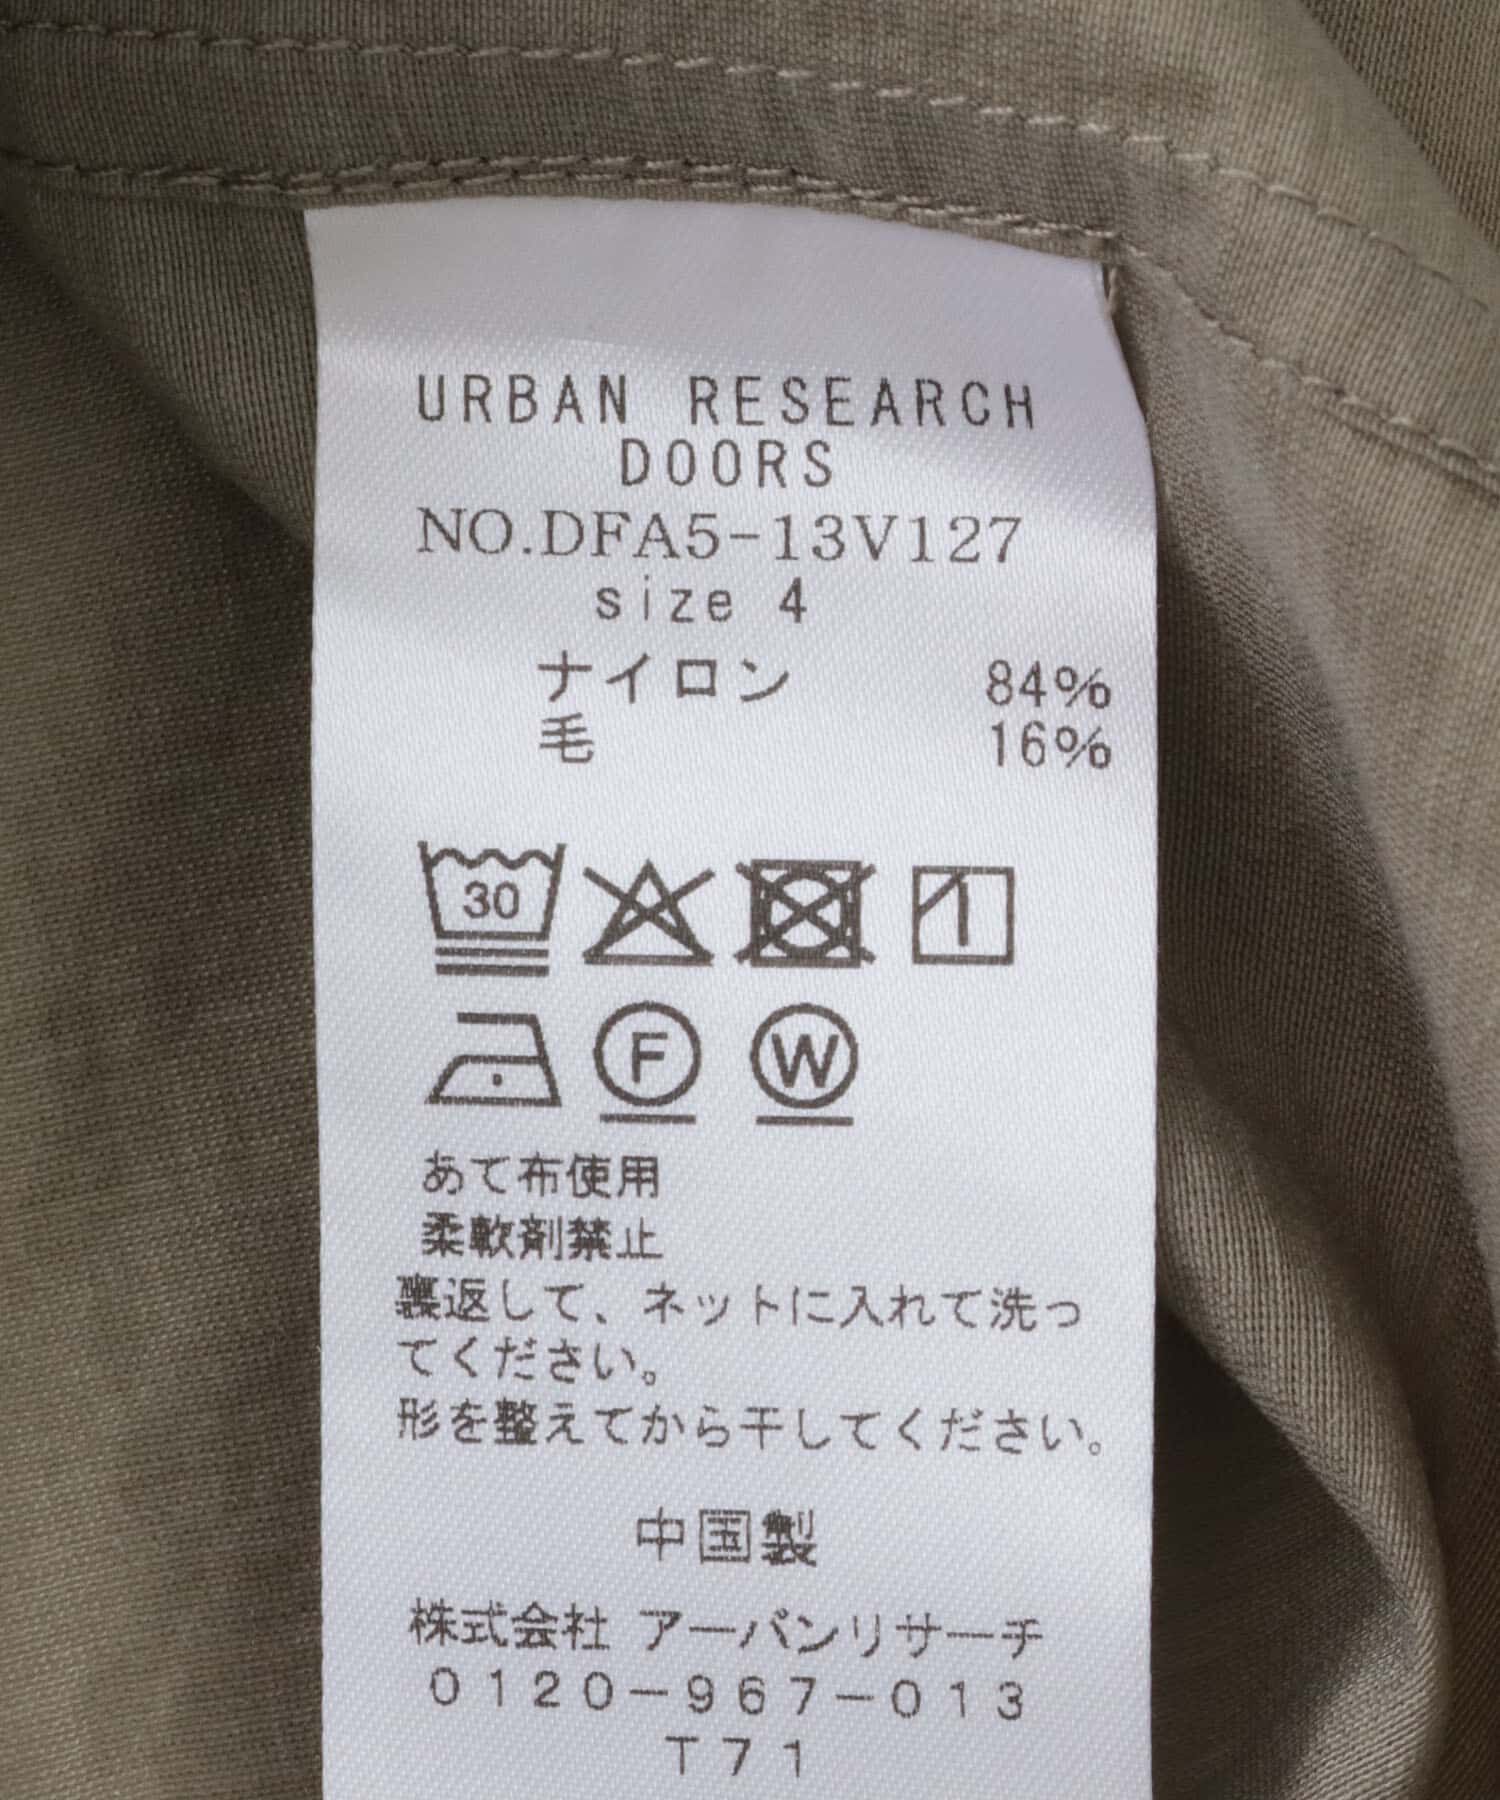 URBAN RESEARCH
DOORS
NO.DFA5-13V127
size 4
ナイロン 84%
毛 16%
30
F W
あて布使用
柔軟剤禁止
裏返して、ネットに入れて洗っ
てください。
形を整えてから干してください。
中国製
株式会社 アーバンリサーチ
0120-967-013
T71